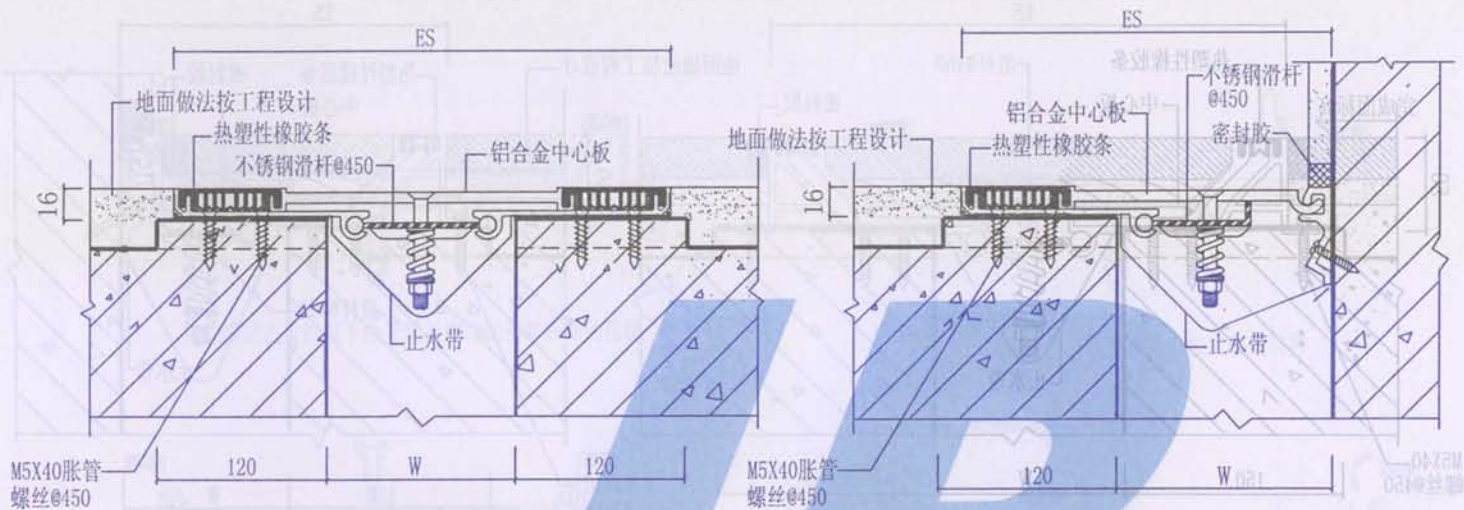 ES
地面做法按工程设计
热塑性橡胶条
不锈钢滑杆@450
铝合金中心板
16
止水带
M5X40胀管
螺丝@450
120
W
120
ES
不锈钢滑杆
@450
铝合金中心板
密封胶
地面做法按工程设计
热塑性橡胶条
16
止水带
M5X40胀管
螺丝@450
120
W